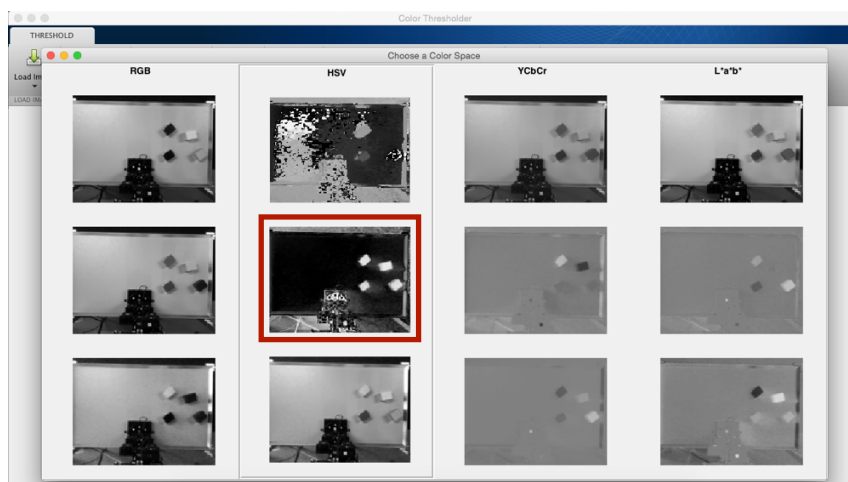 Color Thresholder
THRESHOLD
Choose a Color Space
Load Im
LOAD IM
RGB
HSV
YCbCr
L*a*b*